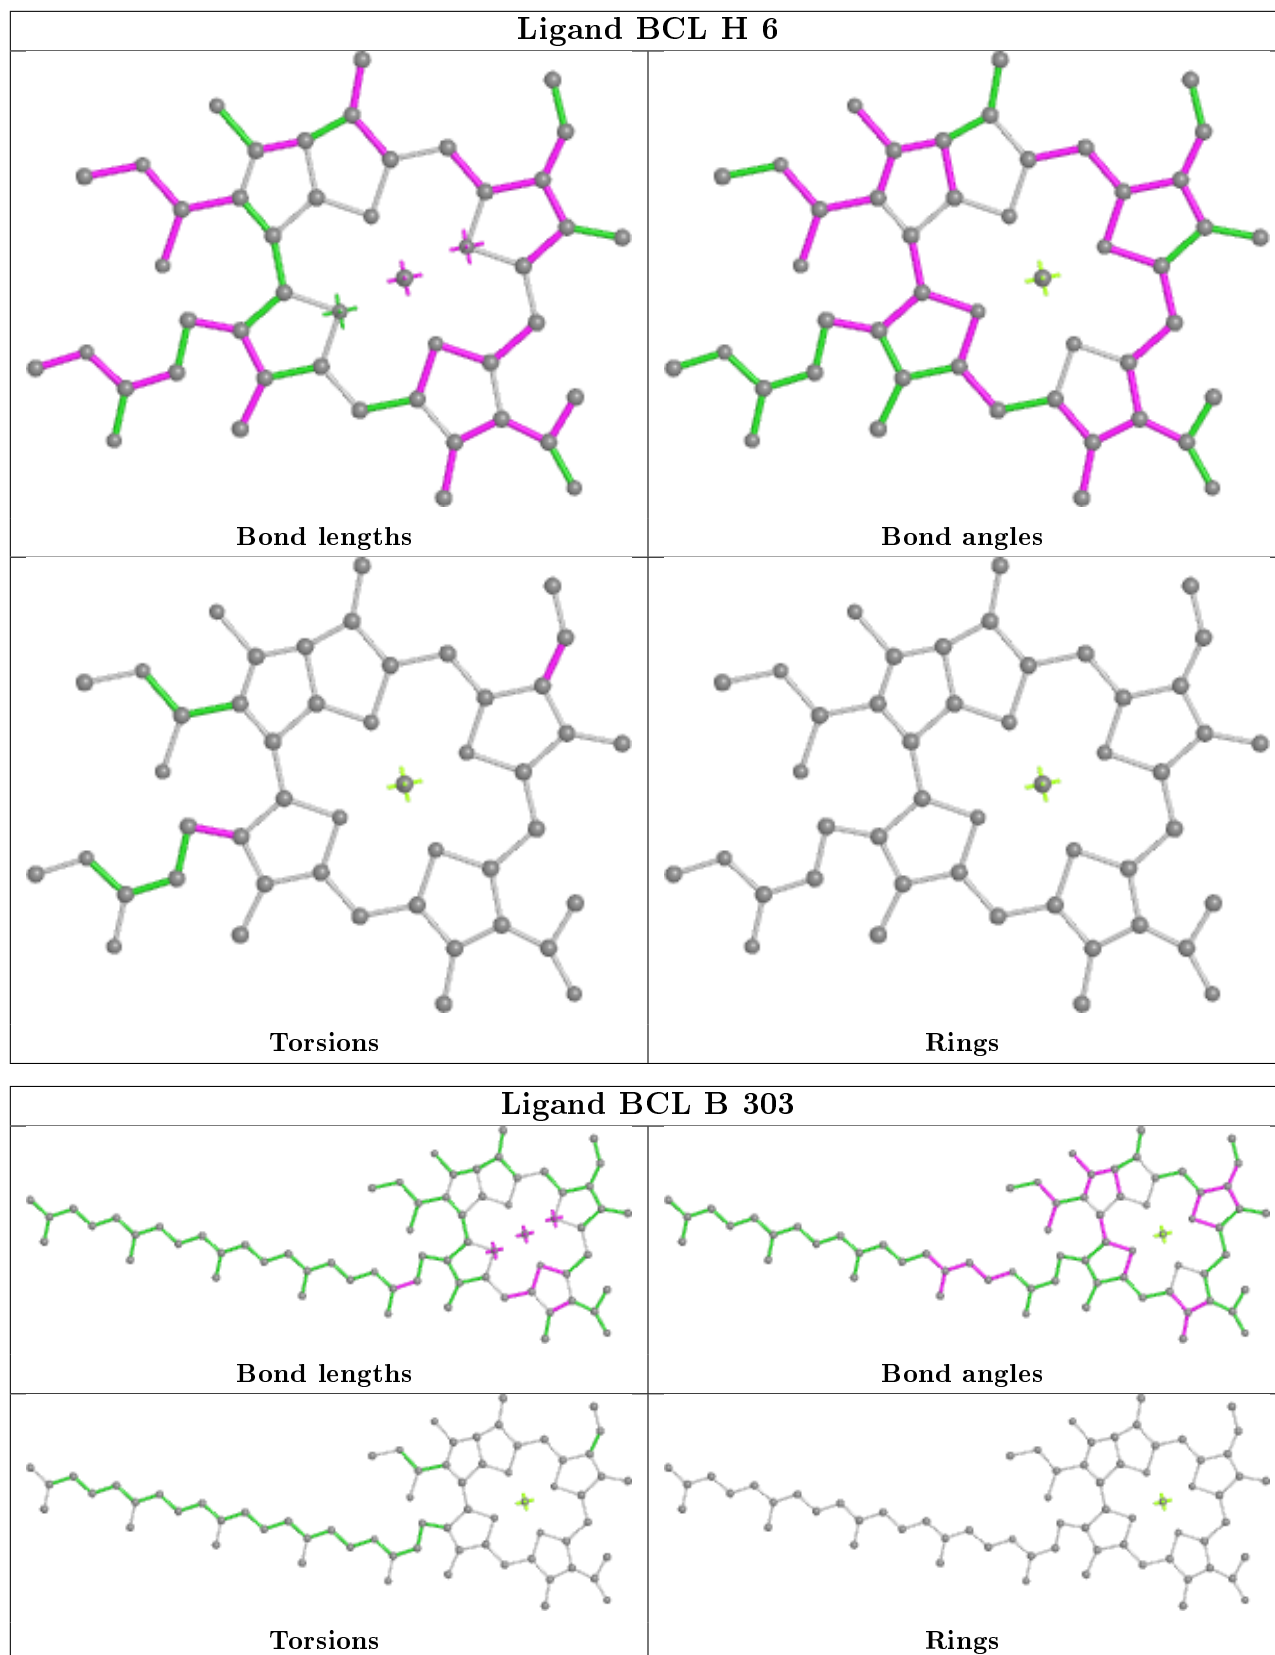 Ligand BCL H 6
Bond lengths
Bond angles
Torsions
Rings
Ligand BCL B 303
Bond lengths
Bond angles
Torsions
Rings